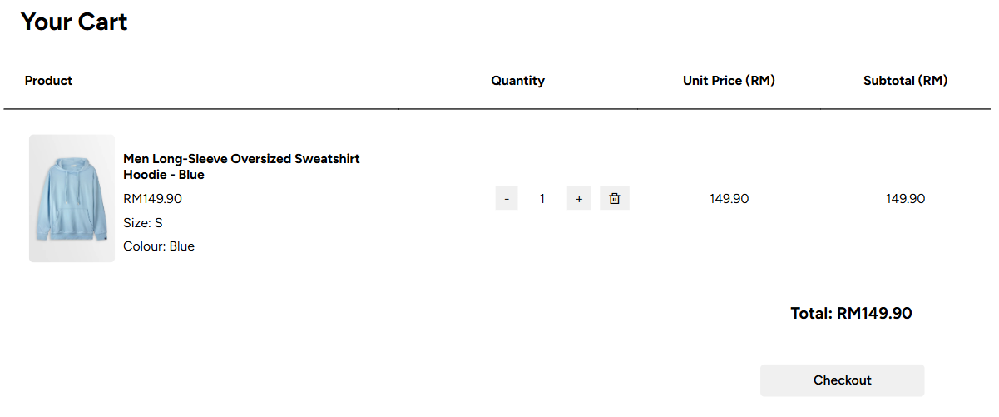 Your Cart
Product Quantity Unit Price (RM) Subtotal (RM)
Men Long-Sleeve Oversized Sweatshirt
Hoodie - Blue
RM149.90
- 1 + 149.90 149.90
Size: S
Colour: Blue
Total: RM149.90
Checkout